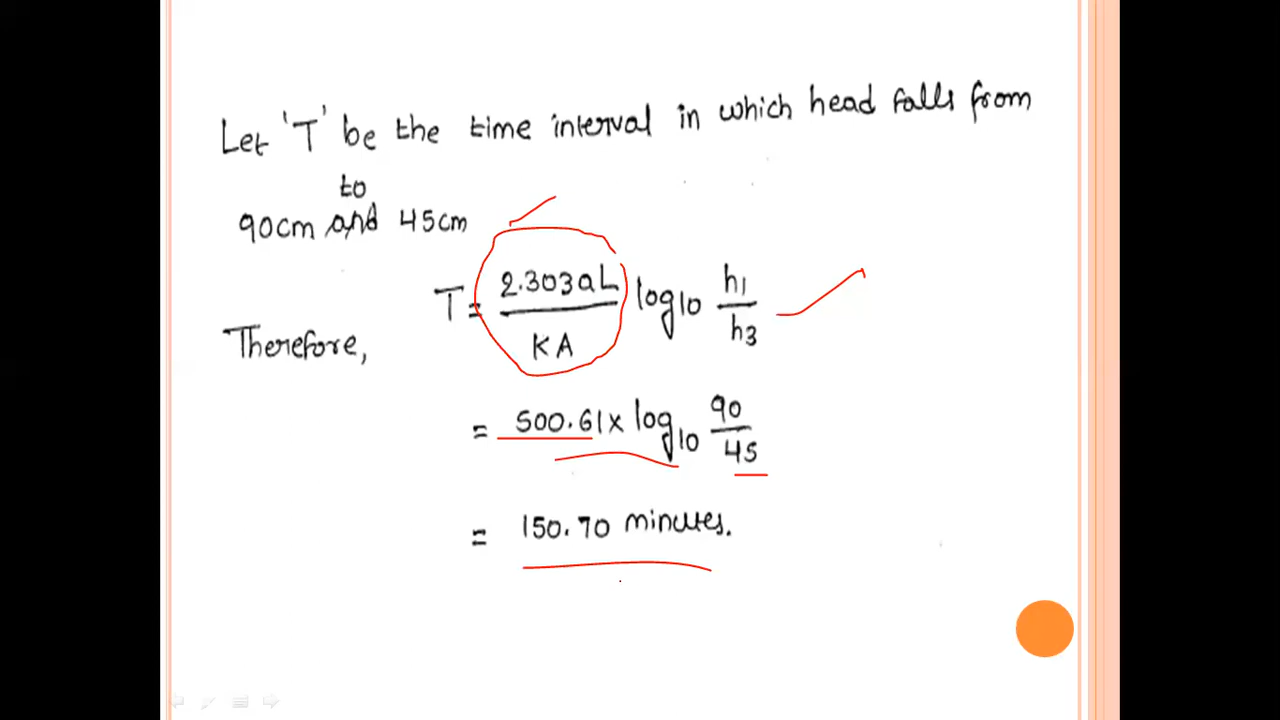 Let 'T' be the time interval in which head falls from
to
90cm and 45cm
T = 2.303aL / KA log10 h1 / h3
Therefore,
= 500.61 x log10 90 / 45
= 150.70 minutes.